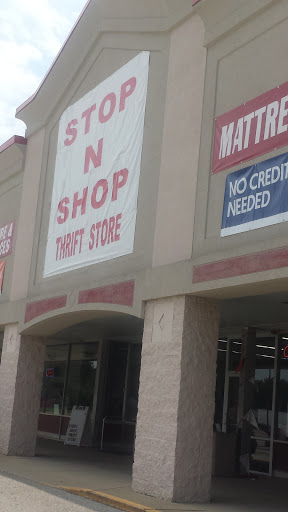 STOP
N
SHOP
THRIFT STORE
MATTRE
NO CREDIT
NEEDED